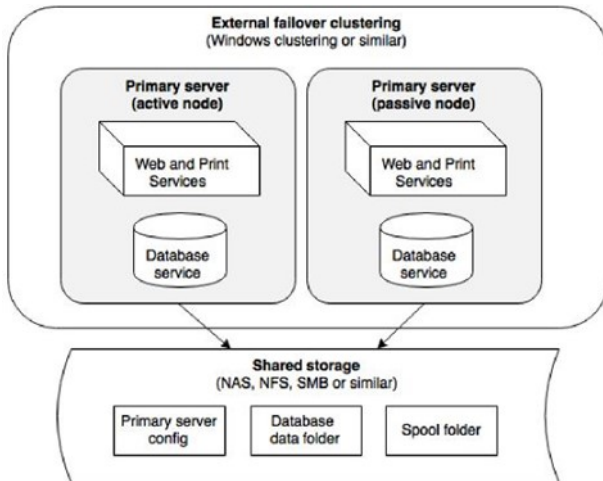 External failover clustering
(Windows clustering or similar)
Primary server
(active node)
Web and Print
Services
Database
service
Primary server
(passive node)
Web and Print
Services
Database
service
Shared storage
(NAS, NFS, SMB or similar)
Primary server
config
Database
data folder
Spool folder